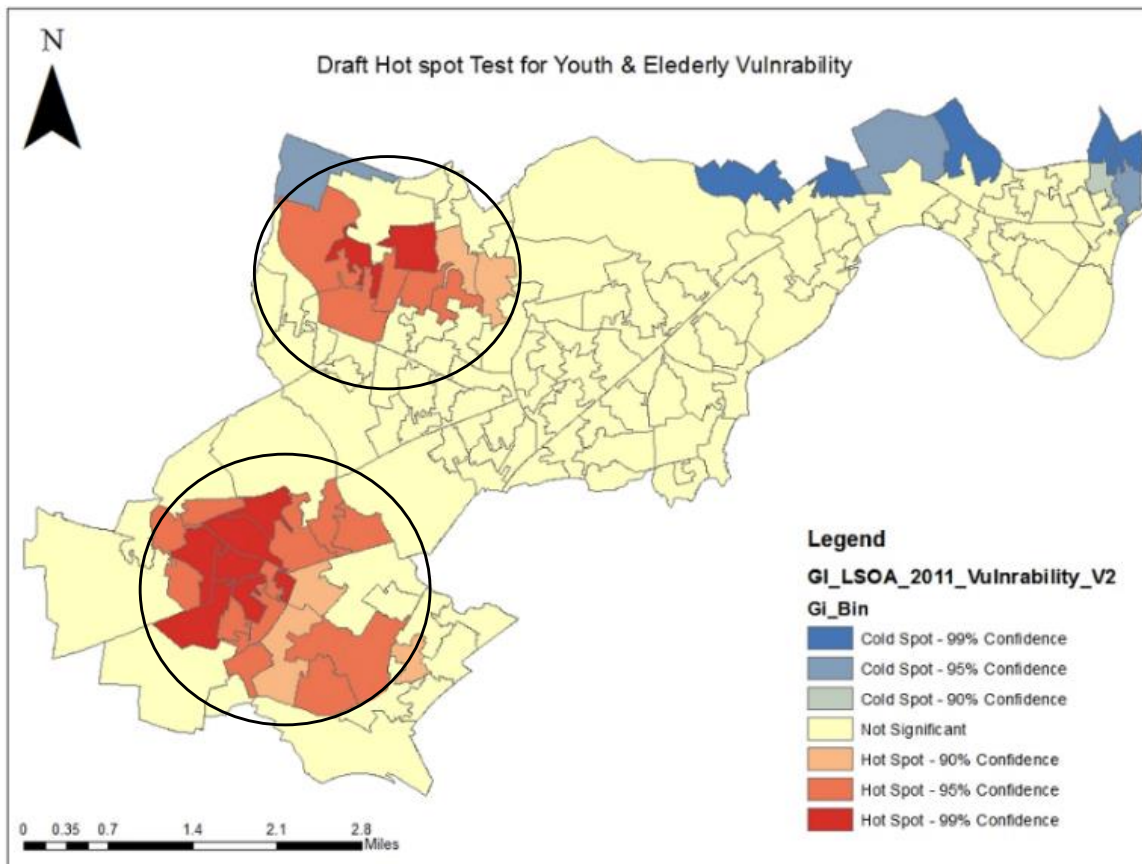 N
Draft Hot spot Test for Youth & Elederly Vulnrability
Legend
GI_LSOA_2011_Vulnrability_V2
Gi_Bin
Cold Spot - 99% Confidence
Cold Spot - 95% Confidence
Cold Spot - 90% Confidence
Not Significant
Hot Spot - 90% Confidence
Hot Spot - 95% Confidence
Hot Spot - 99% Confidence
0 0.35 0.7 1.4 2.1 2.8
Miles